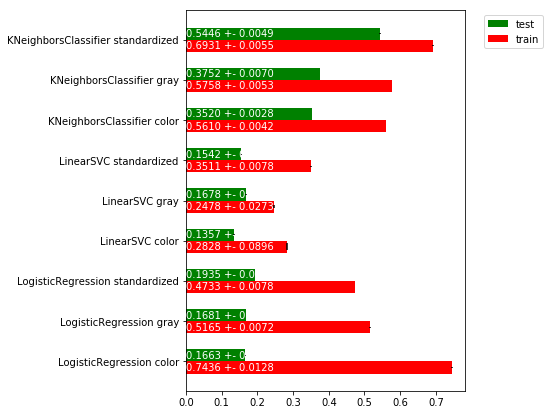 test
train
KNeighborsClassifier standardized
0.5446 +- 0.0049
0.6931 +- 0.0055
KNeighborsClassifier gray
0.3752 +- 0.0070
0.5758 +- 0.0053
KNeighborsClassifier color
0.3520 +- 0.0028
0.5610 +- 0.0042
LinearSVC standardized
0.1542 +-
0.3511 +- 0.0078
LinearSVC gray
0.1678 +- 0
0.2478 +- 0.0273
LinearSVC color
0.1357 +-
0.2828 +- 0.0896
LogisticRegression standardized
0.1935 +- 0.0
0.4733 +- 0.0078
LogisticRegression gray
0.1681 +- 0
0.5165 +- 0.0072
LogisticRegression color
0.1663 +- 0
0.7436 +- 0.0128
0.0 0.1 0.2 0.3 0.4 0.5 0.6 0.7